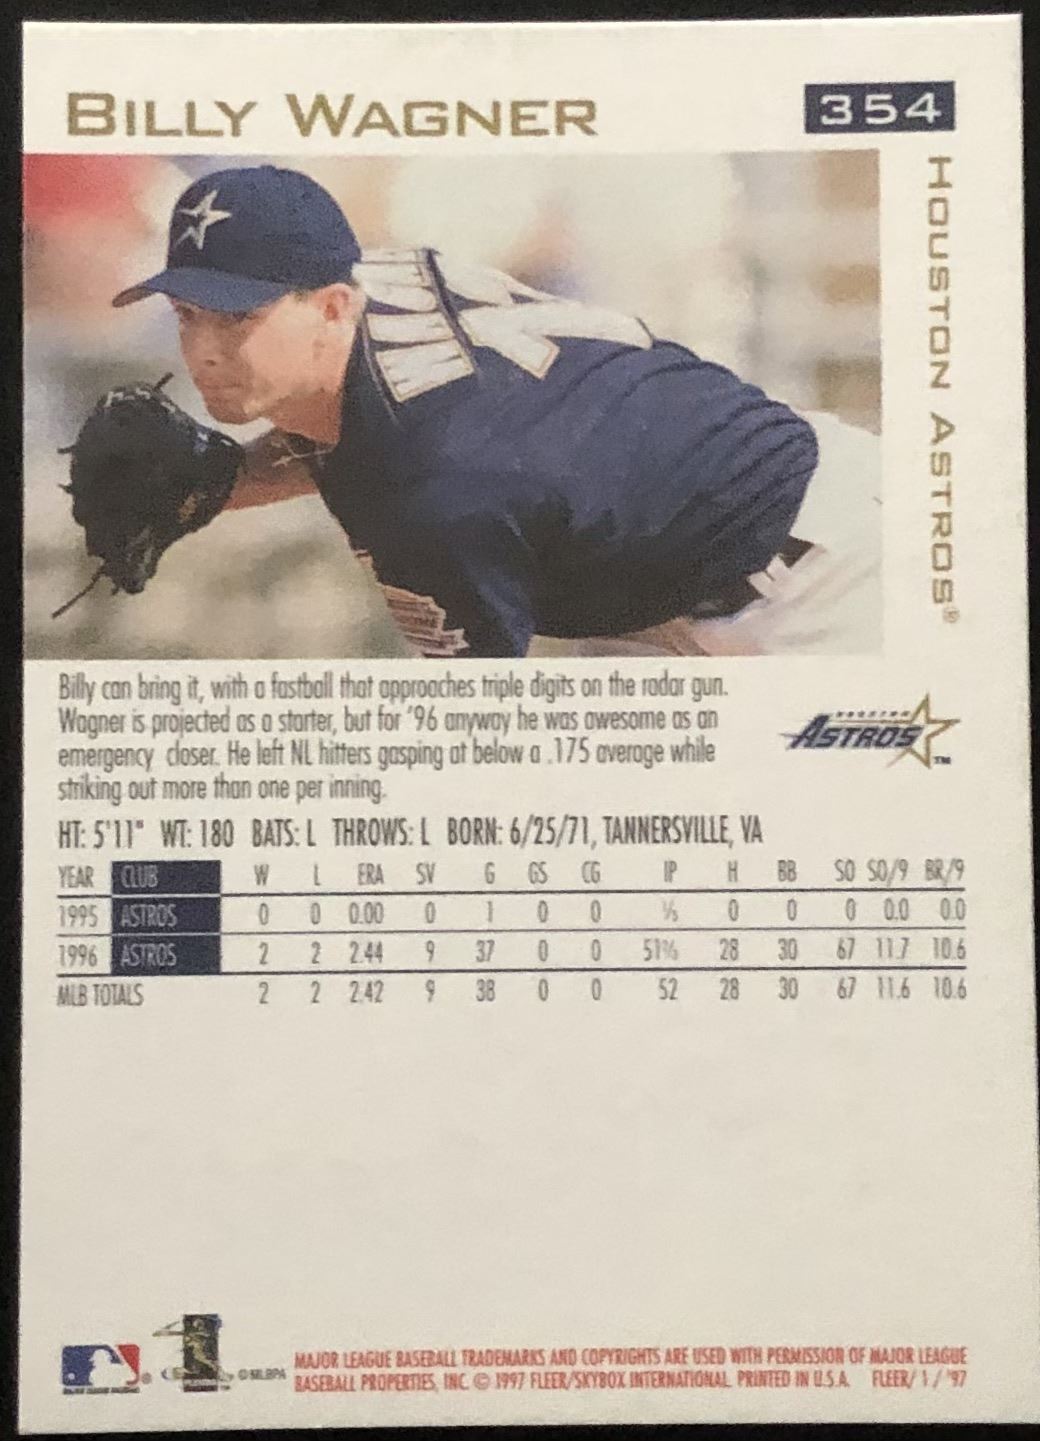 BILLY WAGNER
354
HOUSTON ASTROS®
Billy can bring it, with a fastball that approaches triple digits on the radar gun.
Wagner is projected as a starter, but for '96 anyway he was awesome as an
emergency closer. He left NL hitters gasping at below a .175 average while
striking out more than one per inning.
HOUSTON
ASTROS™
HT: 5'11" WT: 180 BATS: L THROWS: L BORN: 6/25/71, TANNERSVILLE, VA
YEAR CLUB W L ERA SV G GS CG IP H BB SO SO/9 BR/9
1995 ASTROS 0 0 0.00 0 1 0 0 0 0 0 0.0 0.0
1996 ASTROS 2 2 2.44 9 37 0 0 51⅔ 28 30 67 11.7 10.6
MLB TOTALS 2 2 2.42 9 38 0 0 52 28 30 67 11.6 10.6
©MLBPA
MAJOR LEAGUE BASEBALL TRADEMARKS AND COPYRIGHTS ARE USED WITH PERMISSION OF MAJOR LEAGUE
BASEBALL PROPERTIES, INC. © 1997 FLEER/SKYBOX INTERNATIONAL. PRINTED IN U.S.A. FLEER/ 1 / '97